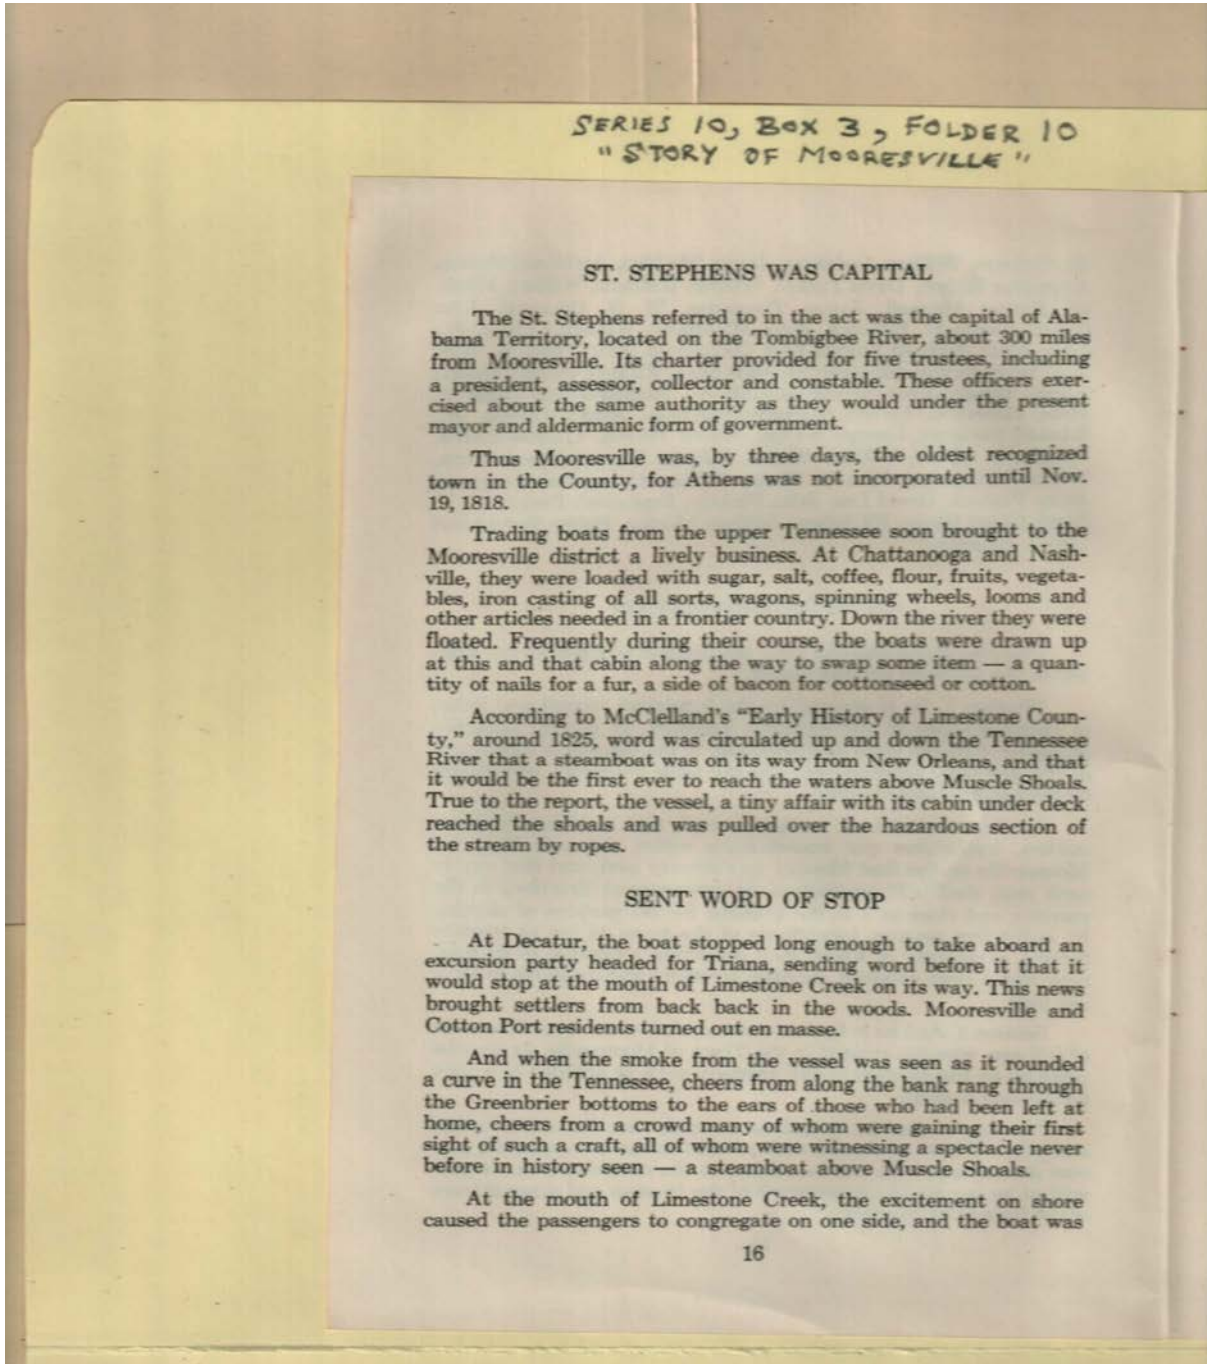 SERIES 10, BOX 3, FOLDER 10
"STORY OF MOORESVILLE"
ST. STEPHENS WAS CAPITAL
The St. Stephens referred to in the act was the capital of Ala-
bama Territory, located on the Tombigbee River, about 300 miles
from Mooresville. Its charter provided for five trustees, including
a president, assessor, collector and constable. These officers exer-
cised about the same authority as they would under the present
mayor and aldermanic form of government.
Thus Mooresville was, by three days, the oldest recognized
town in the County, for Athens was not incorporated until Nov.
19, 1818.
Trading boats from the upper Tennessee soon brought to the
Mooresville district a lively business. At Chattanooga and Nash-
ville, they were loaded with sugar, salt, coffee, flour, fruits, vegeta-
bles, iron casting of all sorts, wagons, spinning wheels, looms and
other articles needed in a frontier country. Down the river they were
floated. Frequently during their course, the boats were drawn up
at this and that cabin along the way to swap some item — a quan-
tity of nails for a fur, a side of bacon for cottonseed or cotton.
According to McClelland's "Early History of Limestone Coun-
ty," around 1825, word was circulated up and down the Tennessee
River that a steamboat was on its way from New Orleans, and that
it would be the first ever to reach the waters above Muscle Shoals.
True to the report, the vessel, a tiny affair with its cabin under deck
reached the shoals and was pulled over the hazardous section of
the stream by ropes.
SENT WORD OF STOP
At Decatur, the boat stopped long enough to take aboard an
excursion party headed for Triana, sending word before it that it
would stop at the mouth of Limestone Creek on its way. This news
brought settlers from back back in the woods. Mooresville and
Cotton Port residents turned out en masse.
And when the smoke from the vessel was seen as it rounded
a curve in the Tennessee, cheers from along the bank rang through
the Greenbrier bottoms to the ears of those who had been left at
home, cheers from a crowd many of whom were gaining their first
sight of such a craft, all of whom were witnessing a spectacle never
before in history seen — a steamboat above Muscle Shoals.
At the mouth of Limestone Creek, the excitement on shore
caused the passengers to congregate on one side, and the boat was
16